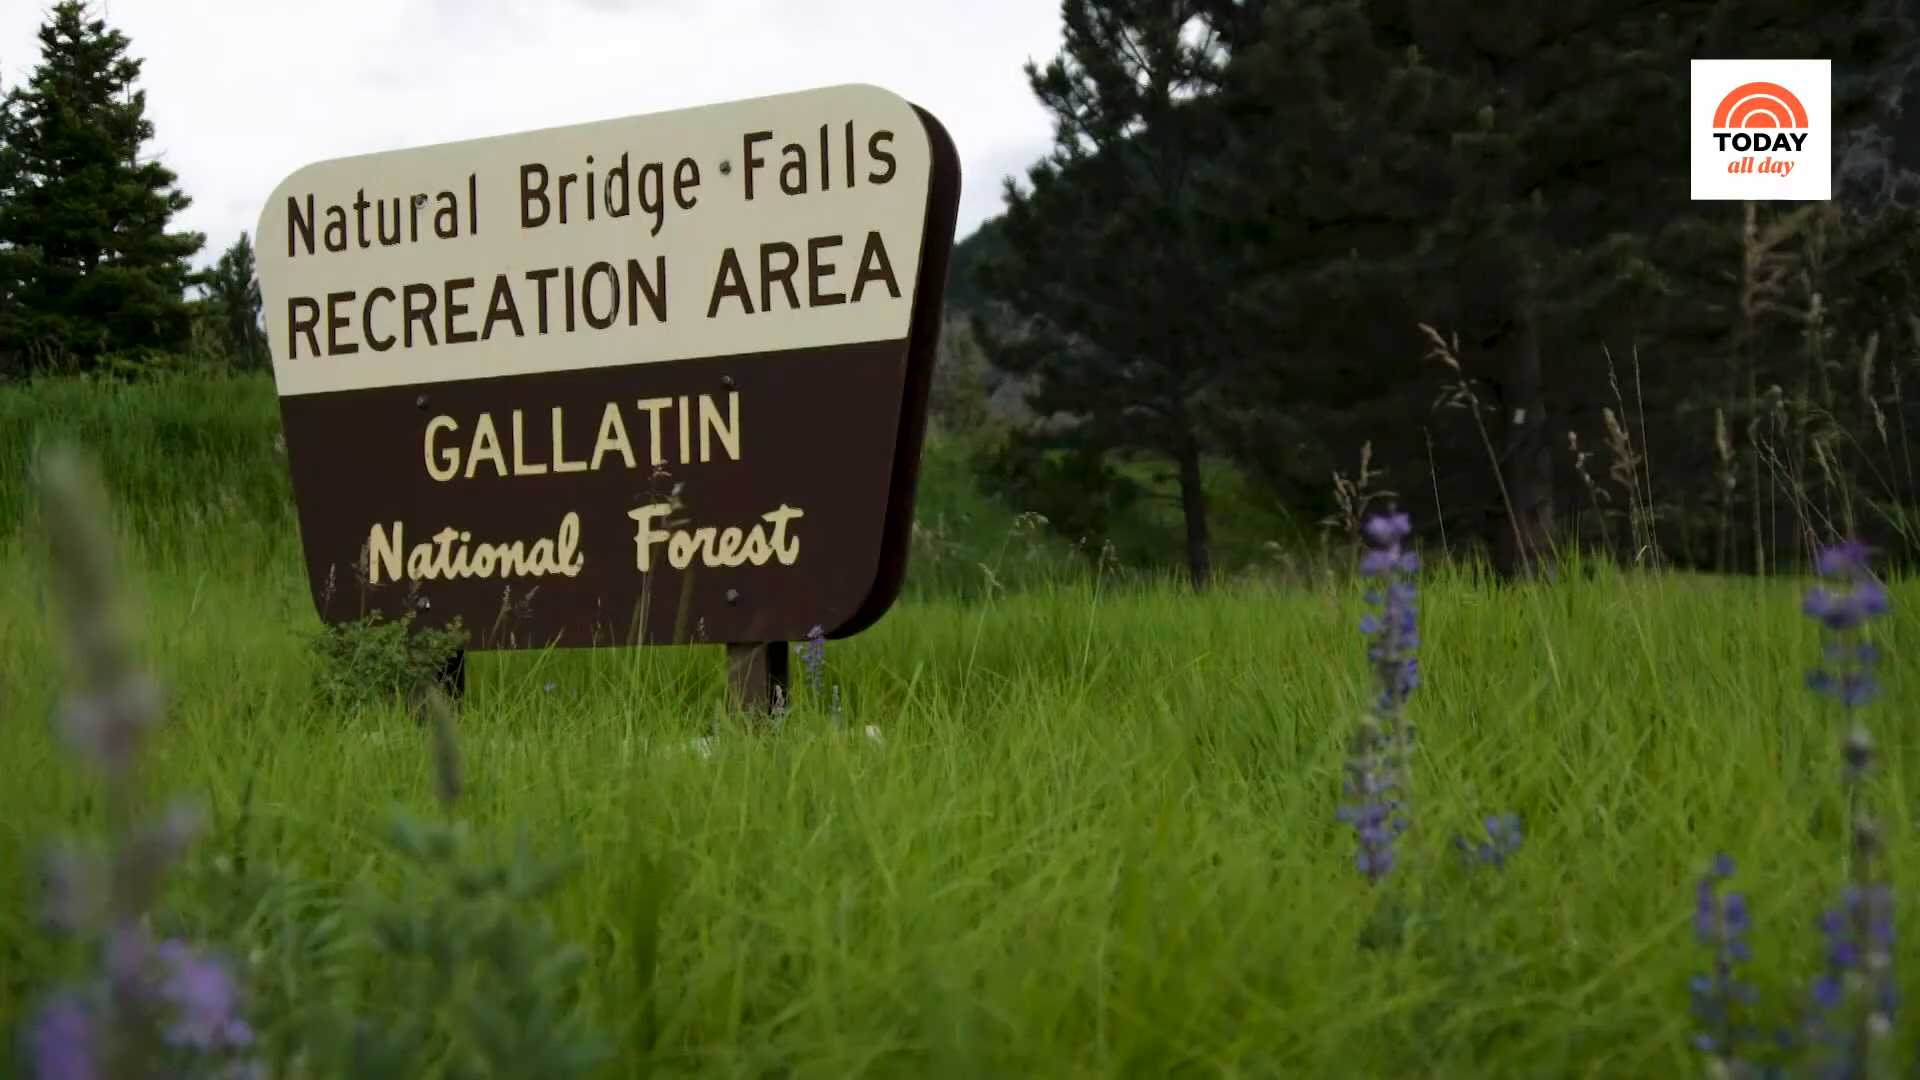 Natural Bridge Falls
RECREATION AREA
GALLATIN
National Forest
TODAY
all day